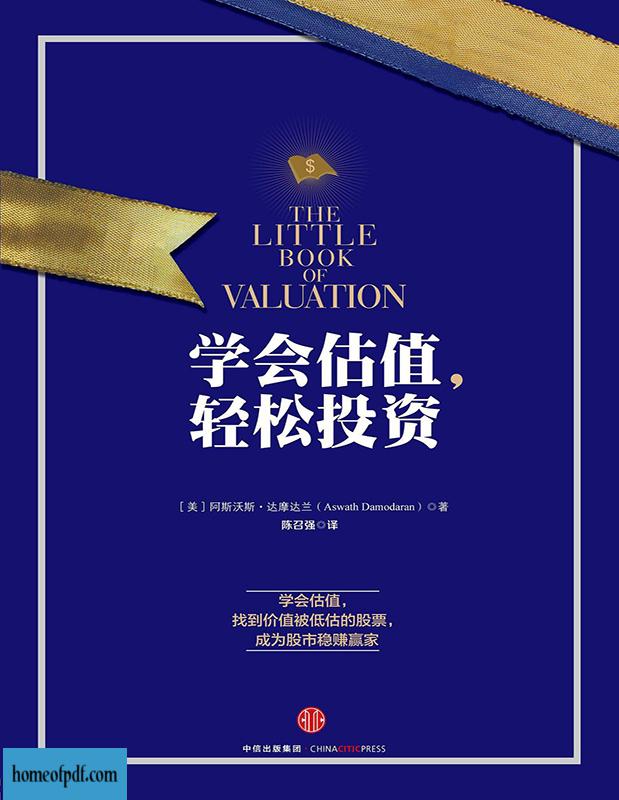 $
THE
LITTLE
BOOK
OF
VALUATION
学会估值,
轻松投资
[美]阿斯沃斯·达摩达兰(Aswath Damodaran)◎著
陈召强◎译
学会估值,
找到价值被低估的股票,
成为股市稳赚赢家
中信出版集团·CHINACITICPRESS
homeofpdf.com